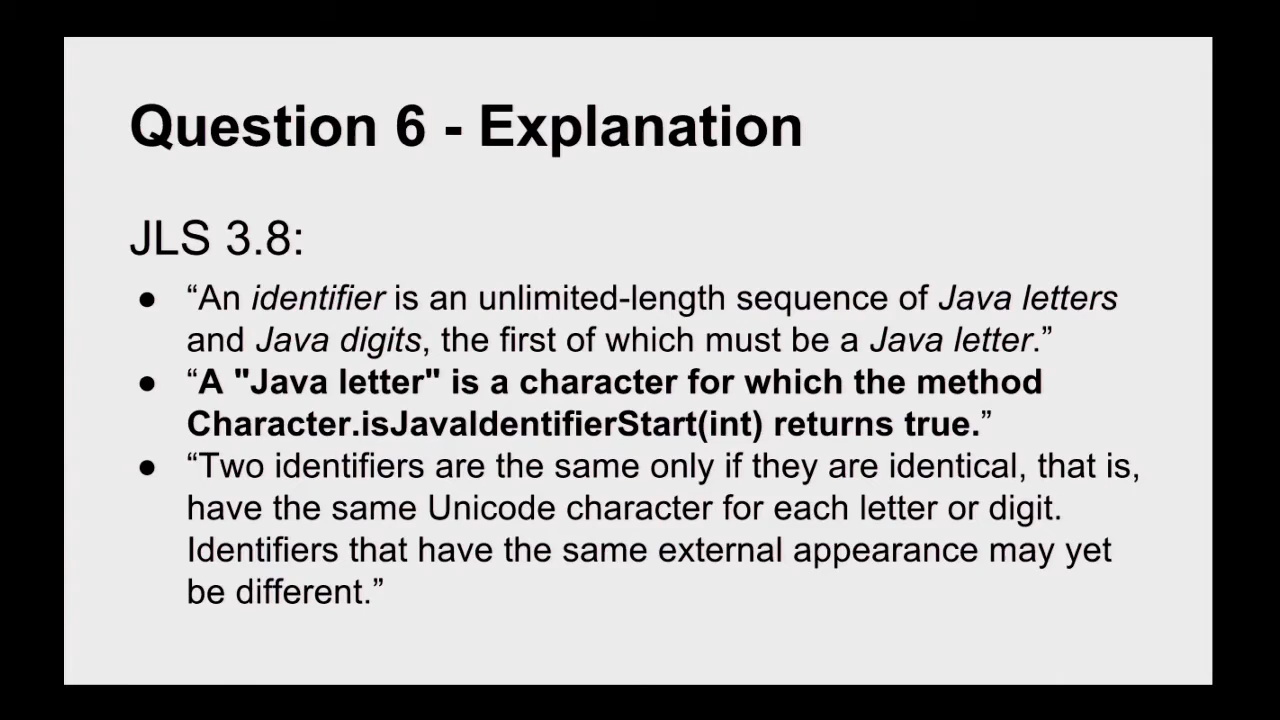 Question 6 - Explanation
JLS 3.8:
● “An identifier is an unlimited-length sequence of Java letters
and Java digits, the first of which must be a Java letter.”
● “A "Java letter" is a character for which the method
Character.isJavaIdentifierStart(int) returns true.”
● “Two identifiers are the same only if they are identical, that is,
have the same Unicode character for each letter or digit.
Identifiers that have the same external appearance may yet
be different.”